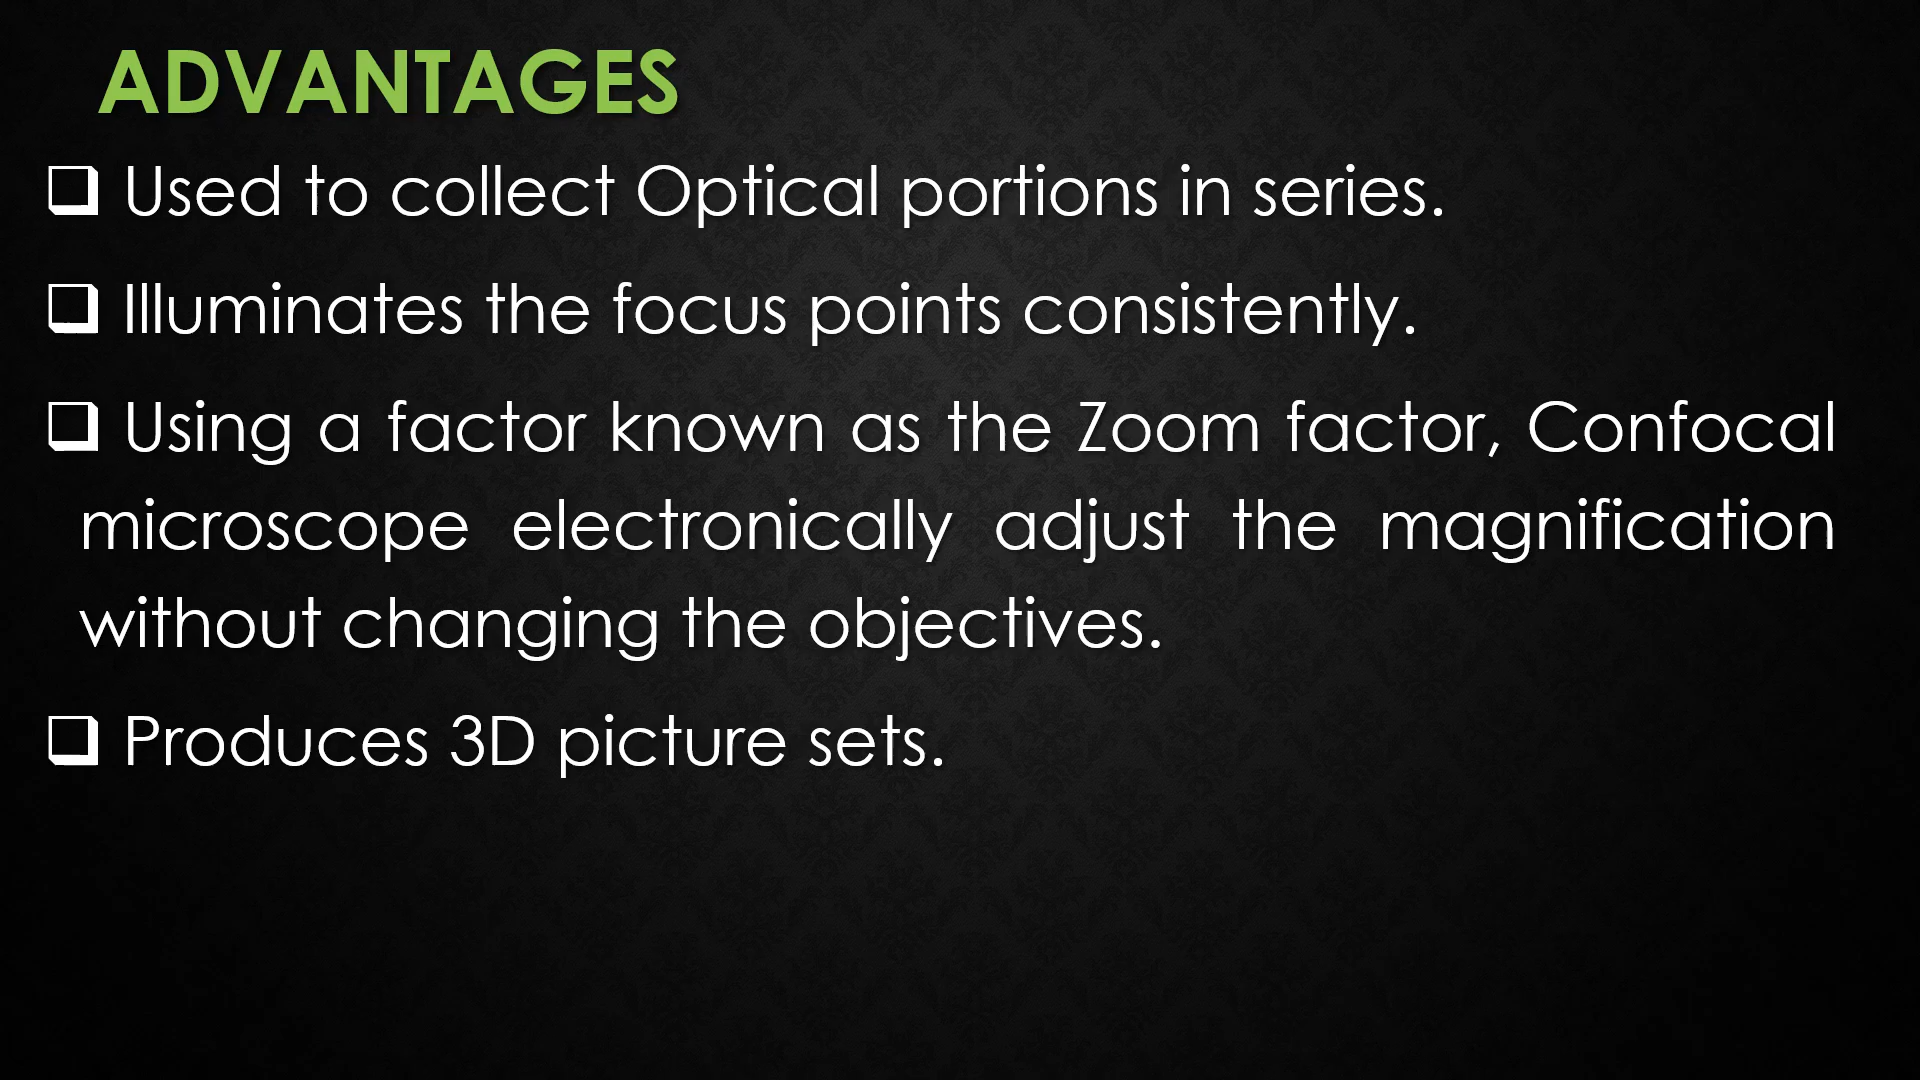 ADVANTAGES
❑ Used to collect Optical portions in series.
❑ Illuminates the focus points consistently.
❑ Using a factor known as the Zoom factor, Confocal
microscope electronically adjust the magnification
without changing the objectives.
❑ Produces 3D picture sets.